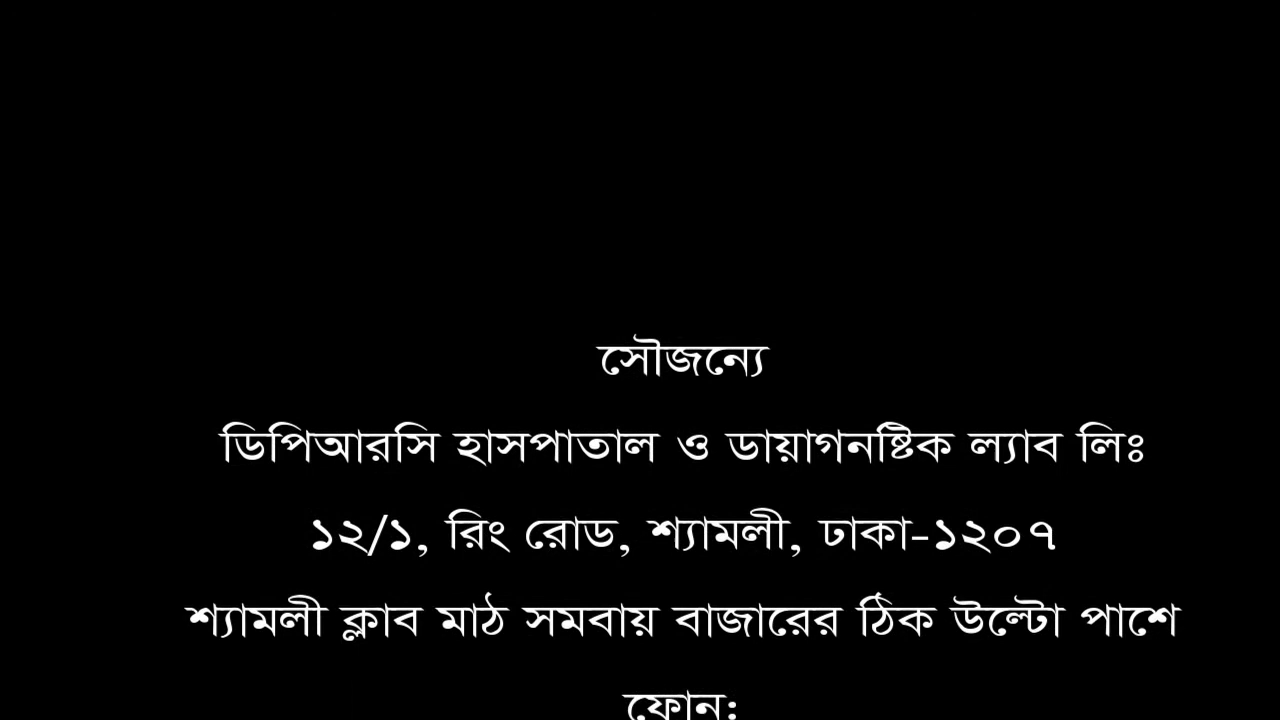 সৌজন্যে
ডিপিআরসি হাসপাতাল ও ডায়াগনষ্টিক ল্যাব লিঃ
১২/১, রিং রোড, শ্যামলী, ঢাকা-১২০৭
শ্যামলী ক্লাব মাঠ সমবায় বাজারের ঠিক উল্টো পাশে
ফোন: